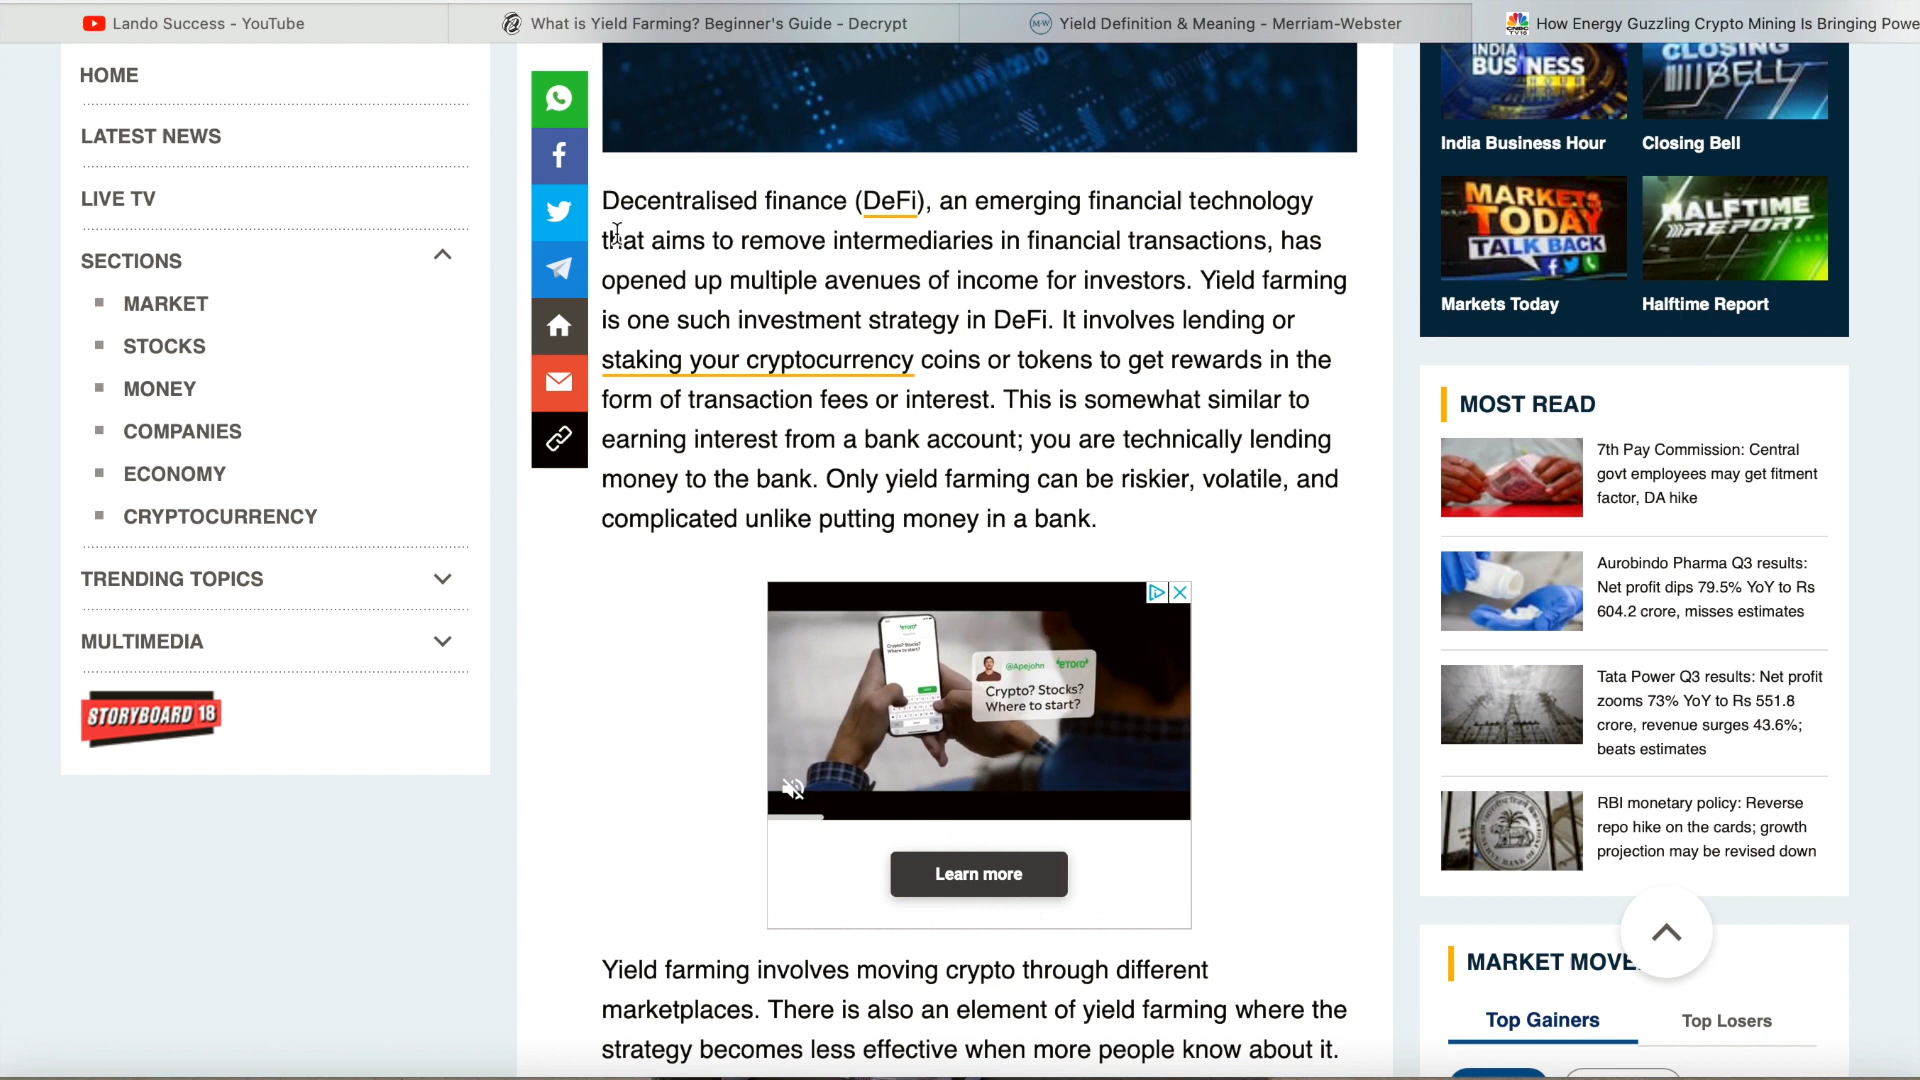 Lando Success - YouTube
What is Yield Farming? Beginner's Guide - Decrypt
Yield Definition & Meaning - Merriam-Webster
How Energy Guzzling Crypto Mining Is Bringing Powe
HOME
LATEST NEWS
LIVE TV
SECTIONS
MARKET
STOCKS
MONEY
COMPANIES
ECONOMY
CRYPTOCURRENCY
TRENDING TOPICS
MULTIMEDIA
STORYBOARD 18
Decentralised finance (DeFi), an emerging financial technology
that aims to remove intermediaries in financial transactions, has
opened up multiple avenues of income for investors. Yield farming
is one such investment strategy in DeFi. It involves lending or
staking your cryptocurrency coins or tokens to get rewards in the
form of transaction fees or interest. This is somewhat similar to
earning interest from a bank account; you are technically lending
money to the bank. Only yield farming can be riskier, volatile, and
complicated unlike putting money in a bank.
@Apejohn
eToro
Crypto? Stocks?
Where to start?
Learn more
Yield farming involves moving crypto through different
marketplaces. There is also an element of yield farming where the
strategy becomes less effective when more people know about it.
INDIA
BUSINESS
HOUR
CLOSING
BELL
India Business Hour
Closing Bell
MARKETS
TODAY
TALK BACK
HALFTIME
REPORT
Markets Today
Halftime Report
MOST READ
7th Pay Commission: Central
govt employees may get fitment
factor, DA hike
Aurobindo Pharma Q3 results:
Net profit dips 79.5% YoY to Rs
604.2 crore, misses estimates
Tata Power Q3 results: Net profit
zooms 73% YoY to Rs 551.8
crore, revenue surges 43.6%;
beats estimates
RBI monetary policy: Reverse
repo hike on the cards; growth
projection may be revised down
MARKET MOVE
Top Gainers
Top Losers